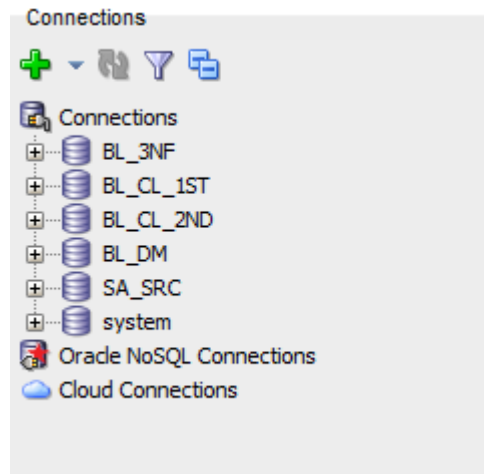 Connections
Connections
BL_3NF
BL_CL_1ST
BL_CL_2ND
BL_DM
SA_SRC
system
Oracle NoSQL Connections
Cloud Connections